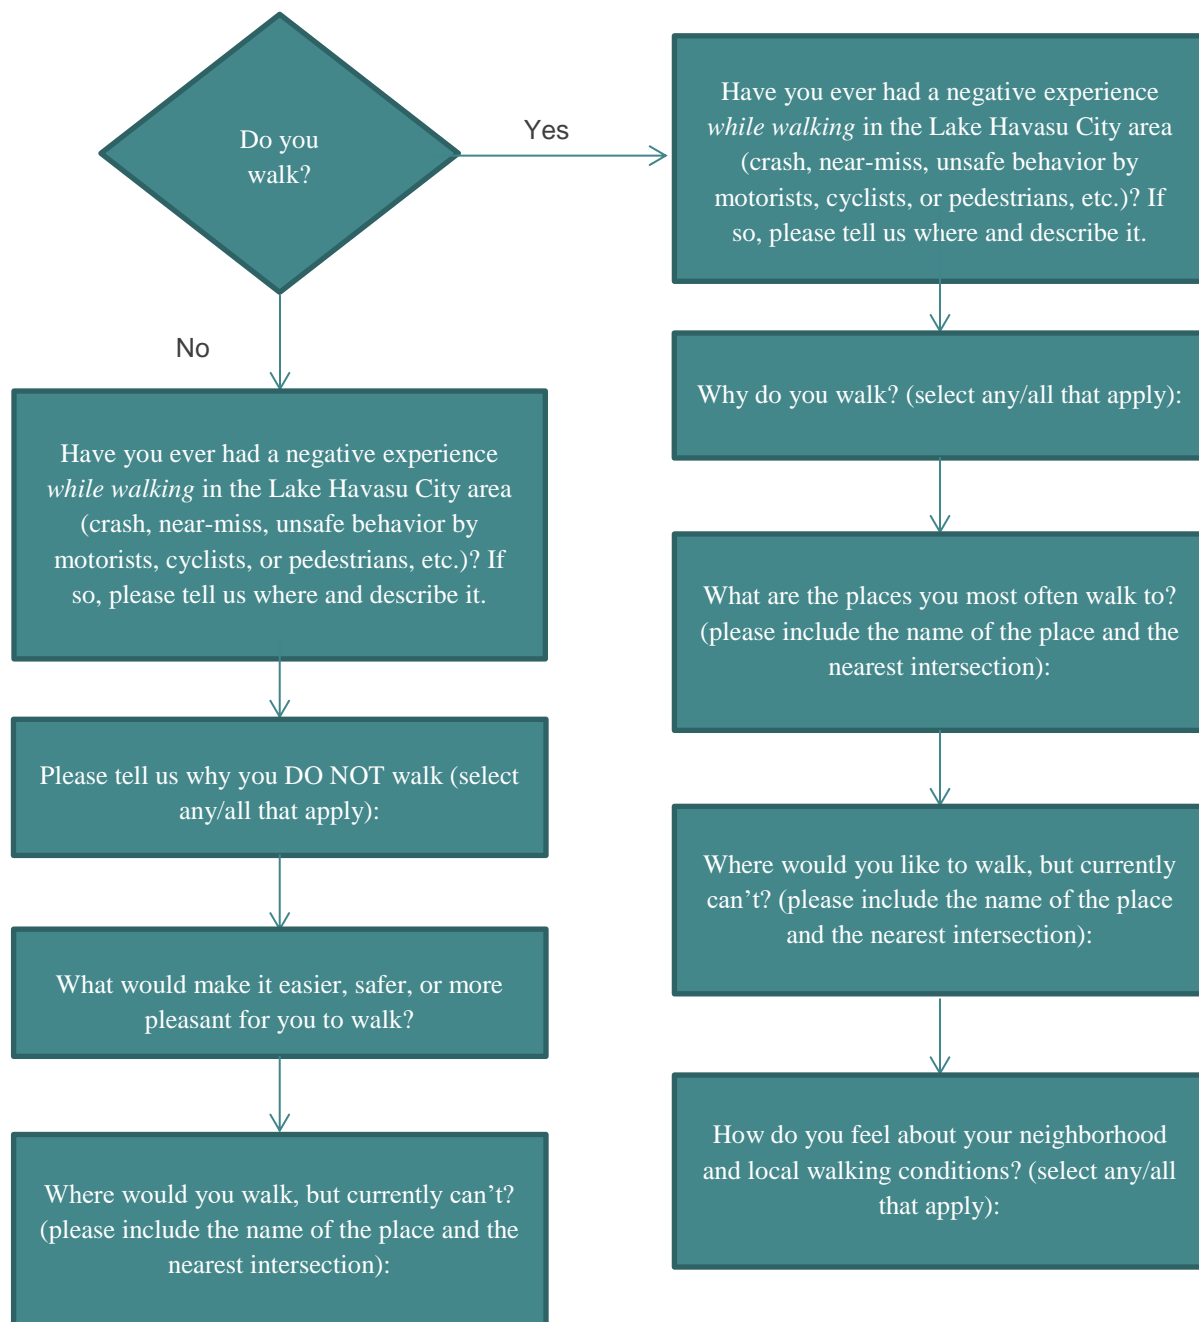 Do you
walk?
Yes
Have you ever had a negative experience
while walking in the Lake Havasu City area
(crash, near-miss, unsafe behavior by
motorists, cyclists, or pedestrians, etc.)? If
so, please tell us where and describe it.
Why do you walk? (select any/all that apply):
What are the places you most often walk to?
(please include the name of the place and the
nearest intersection):
Where would you like to walk, but currently
can’t? (please include the name of the place
and the nearest intersection):
How do you feel about your neighborhood
and local walking conditions? (select any/all
that apply):
No
Have you ever had a negative experience
while walking in the Lake Havasu City area
(crash, near-miss, unsafe behavior by
motorists, cyclists, or pedestrians, etc.)? If
so, please tell us where and describe it.
Please tell us why you DO NOT walk (select
any/all that apply):
What would make it easier, safer, or more
pleasant for you to walk?
Where would you walk, but currently can’t?
(please include the name of the place and the
nearest intersection):